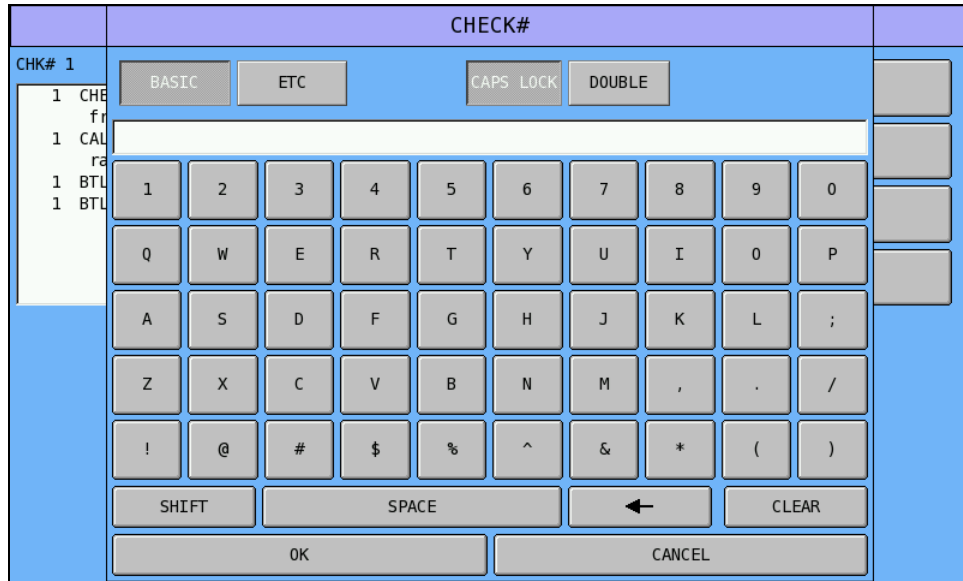 CHECK#
CHK# 1
BASIC ETC CAPS LOCK DOUBLE
1 CHE
fr
1 CAL
ra
1 BTL
1 BTL
1 2 3 4 5 6 7 8 9 0
Q W E R T Y U I O P
A S D F G H J K L ;
Z X C V B N M , . /
! @ # $ % ^ & * ( )
SHIFT SPACE ← CLEAR
OK CANCEL